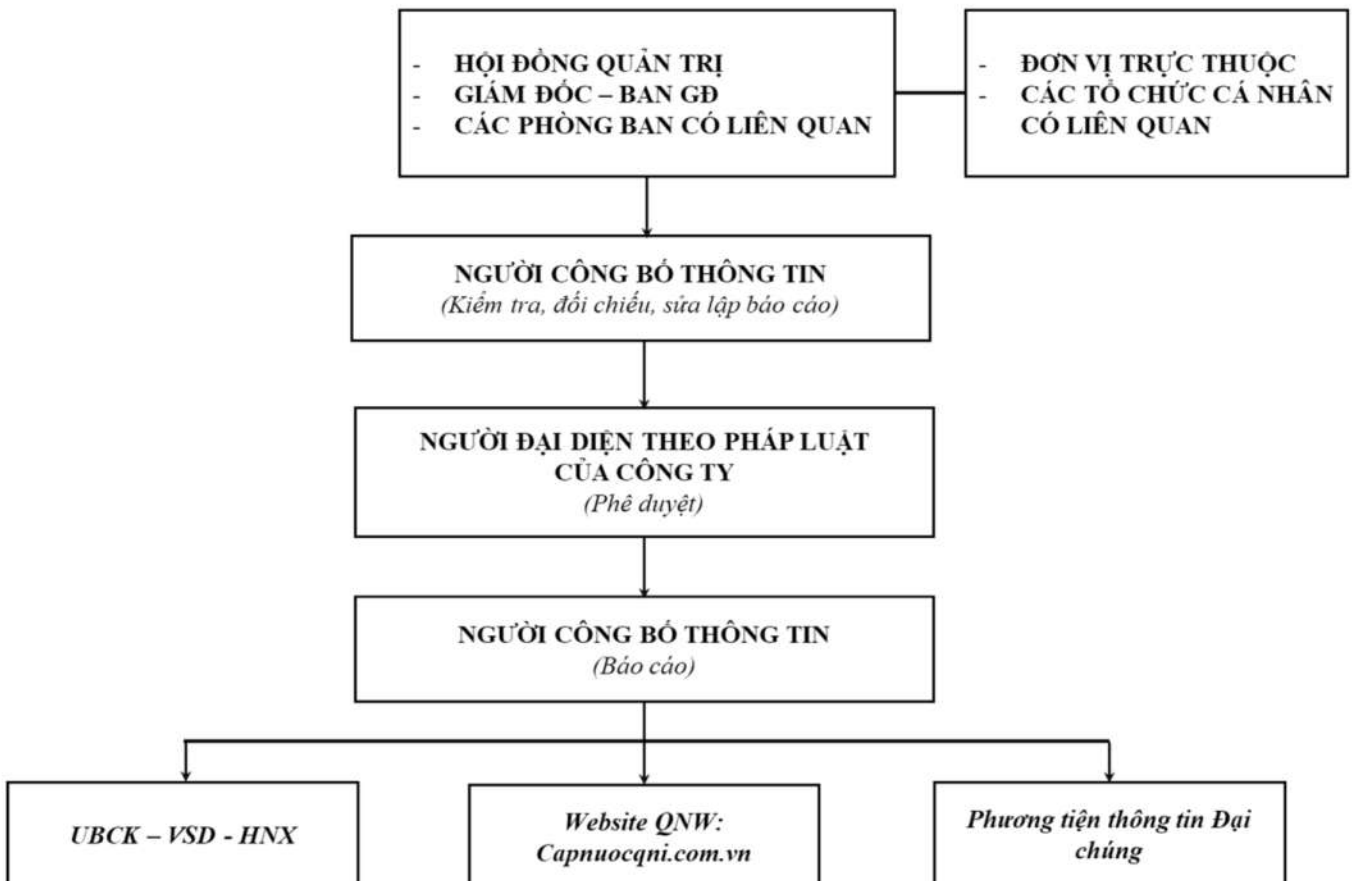 - HỘI ĐỒNG QUẢN TRỊ
- GIÁM ĐỐC – BAN GĐ
- CÁC PHÒNG BAN CÓ LIÊN QUAN
- ĐƠN VỊ TRỰC THUỘC
- CÁC TỔ CHỨC CÁ NHÂN
CÓ LIÊN QUAN
NGƯỜI CÔNG BỐ THÔNG TIN
(Kiểm tra, đối chiếu, sửa lập báo cáo)
NGƯỜI ĐẠI DIỆN THEO PHÁP LUẬT
CỦA CÔNG TY
(Phê duyệt)
NGƯỜI CÔNG BỐ THÔNG TIN
(Báo cáo)
UBCK – VSD - HNX
Website QNW:
Capnuocqni.com.vn
Phương tiện thông tin Đại
chúng